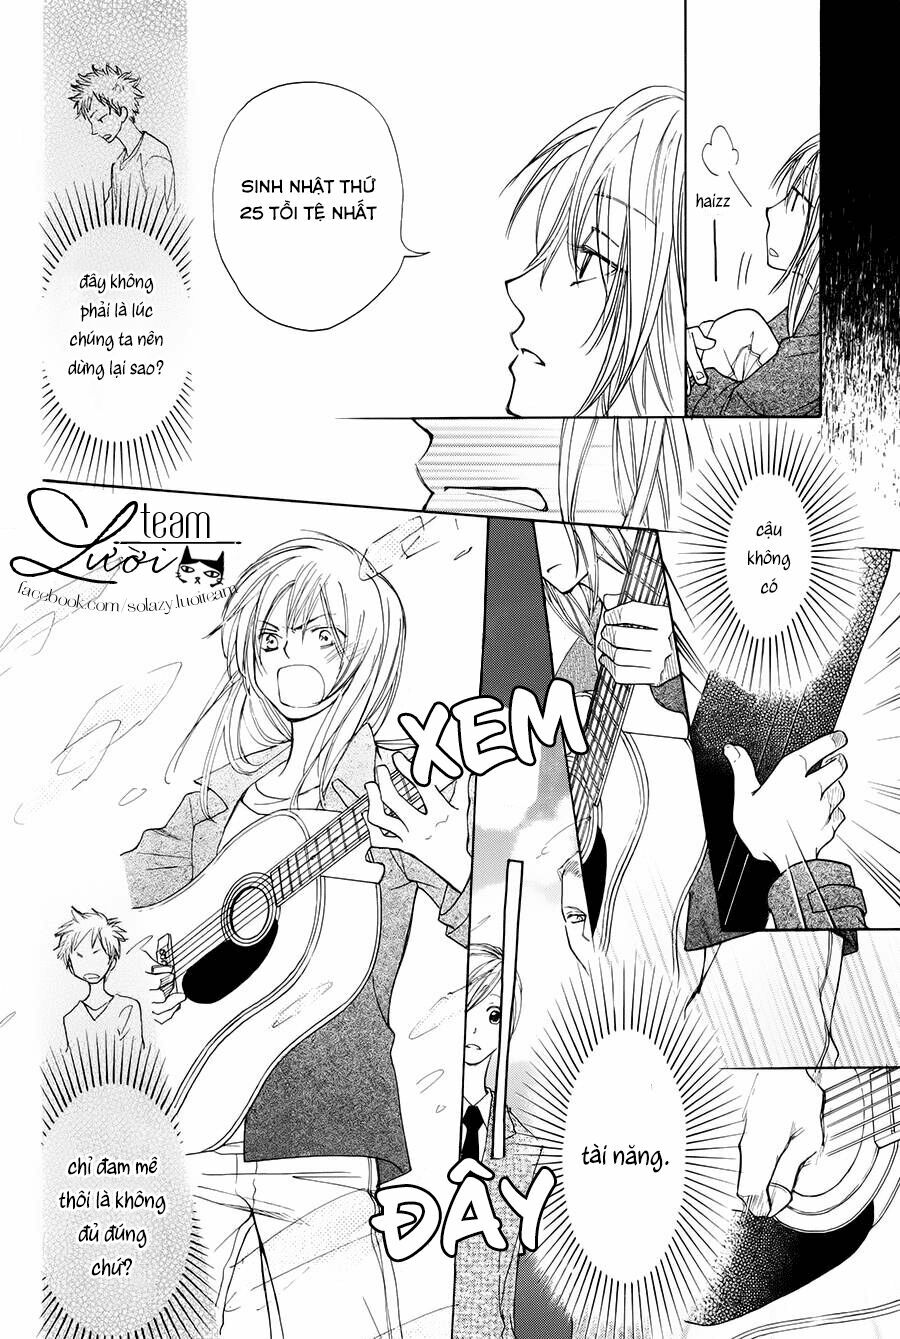 haizz
SINH NHẬT THỨ
25 TỒI TỆ NHẤT
đây không
phải là lúc
chúng ta nên
dừng lại sao?
cậu
không
có
team
Lười
facebook.com/solazy.luoiteam
XEM
ĐÂY
tài năng.
chỉ đam mê
thôi là không
đủ đúng
chứ?